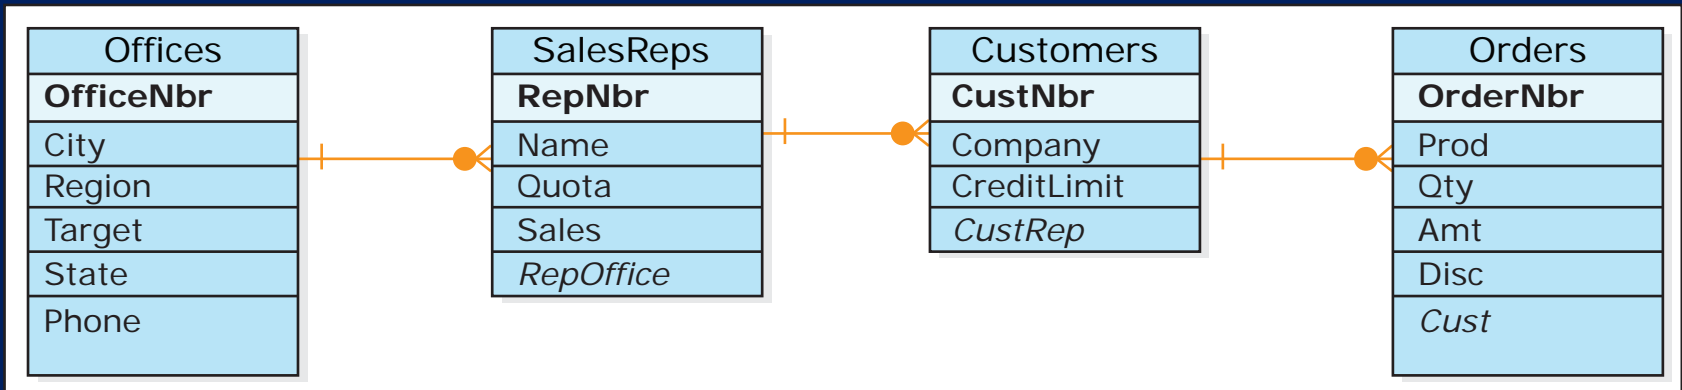 Offices
OfficeNbr
City
Region
Target
State
Phone
SalesReps
RepNbr
Name
Quota
Sales
RepOffice
Customers
CustNbr
Company
CreditLimit
CustRep
Orders
OrderNbr
Prod
Qty
Amt
Disc
Cust